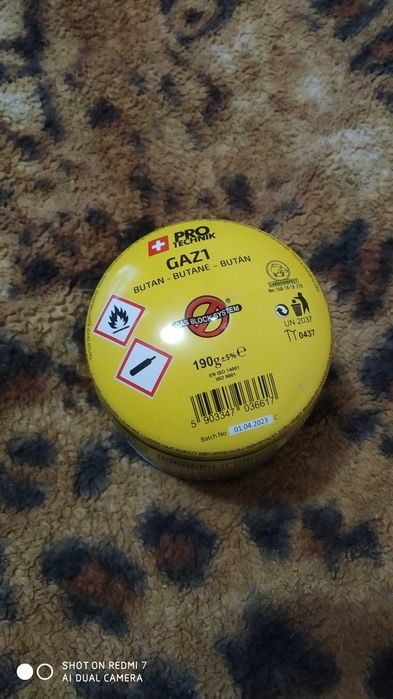 PRO
TECHNIK
GAZ1
BUTAN - BUTANE - BUTÁN
GAS BLOCK SYSTEM
®
CARGOINSPECT
UN 2037
0437
190g ±5% ℮
EN ISO 14001
ISO 9001
5 903347 036617
Batch No 01.04.2023 C
SHOT ON REDMI 7
AI DUAL CAMERA